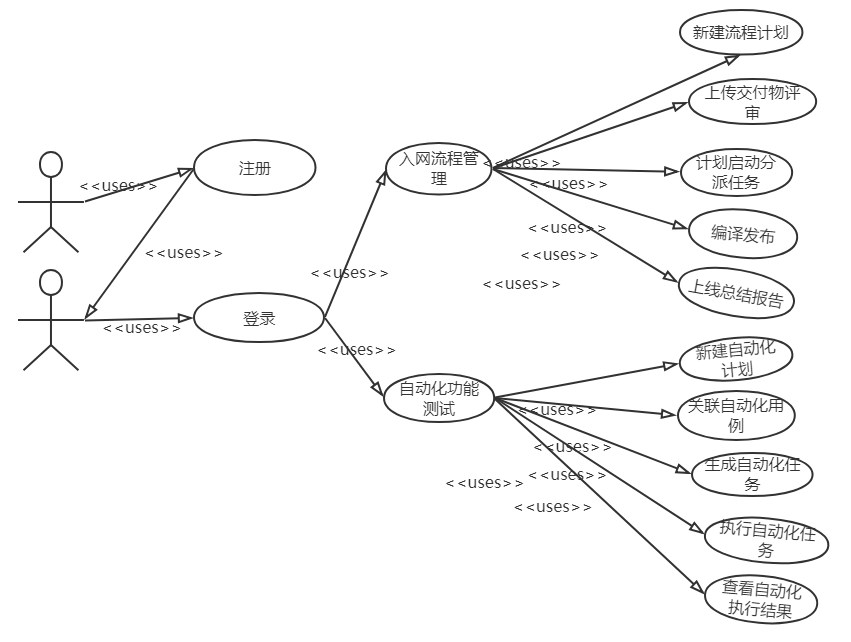 新建流程计划
上传交付物评
审
<<uses>>
注册
入网流程管
理
<<uses>>
计划启动分
派任务
<<uses>>
<<uses>>
编译发布
<<uses>>
<<uses>>
<<uses>>
<<uses>>
上线总结报告
登录
<<uses>>
<<uses>>
新建自动化
计划
自动化功能
测试
<<uses>>
关联自动化用
例
<<uses>>
生成自动化任
务
<<uses>>
<<uses>>
<<uses>>
执行自动化任
务
查看自动化
执行结果